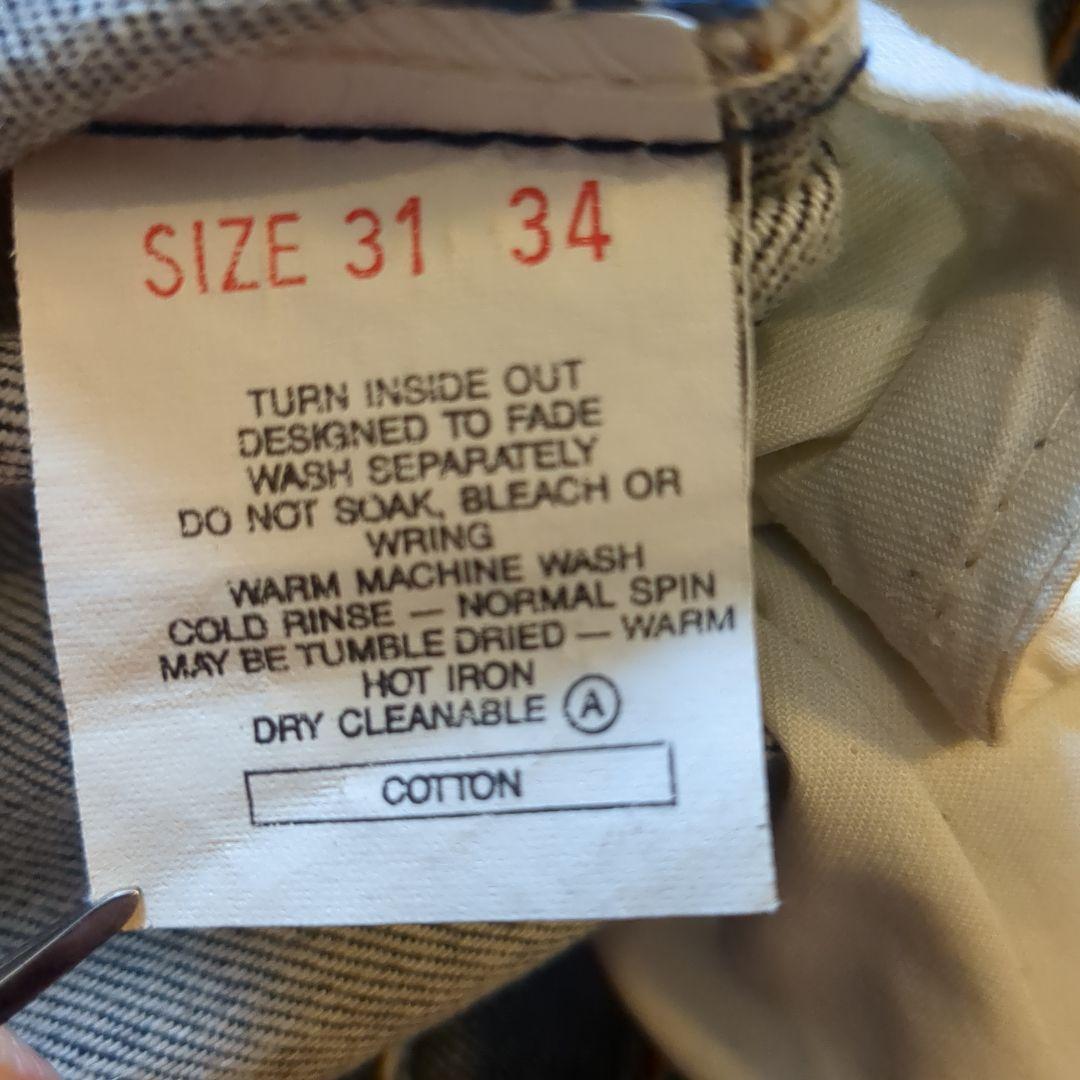 SIZE 31 34
TURN INSIDE OUT
DESIGNED TO FADE
WASH SEPARATELY
DO NOT SOAK, BLEACH OR
WRING
WARM MACHINE WASH
COLD RINSE — NORMAL SPIN
MAY BE TUMBLE DRIED — WARM
HOT IRON
DRY CLEANABLE Ⓐ
COTTON